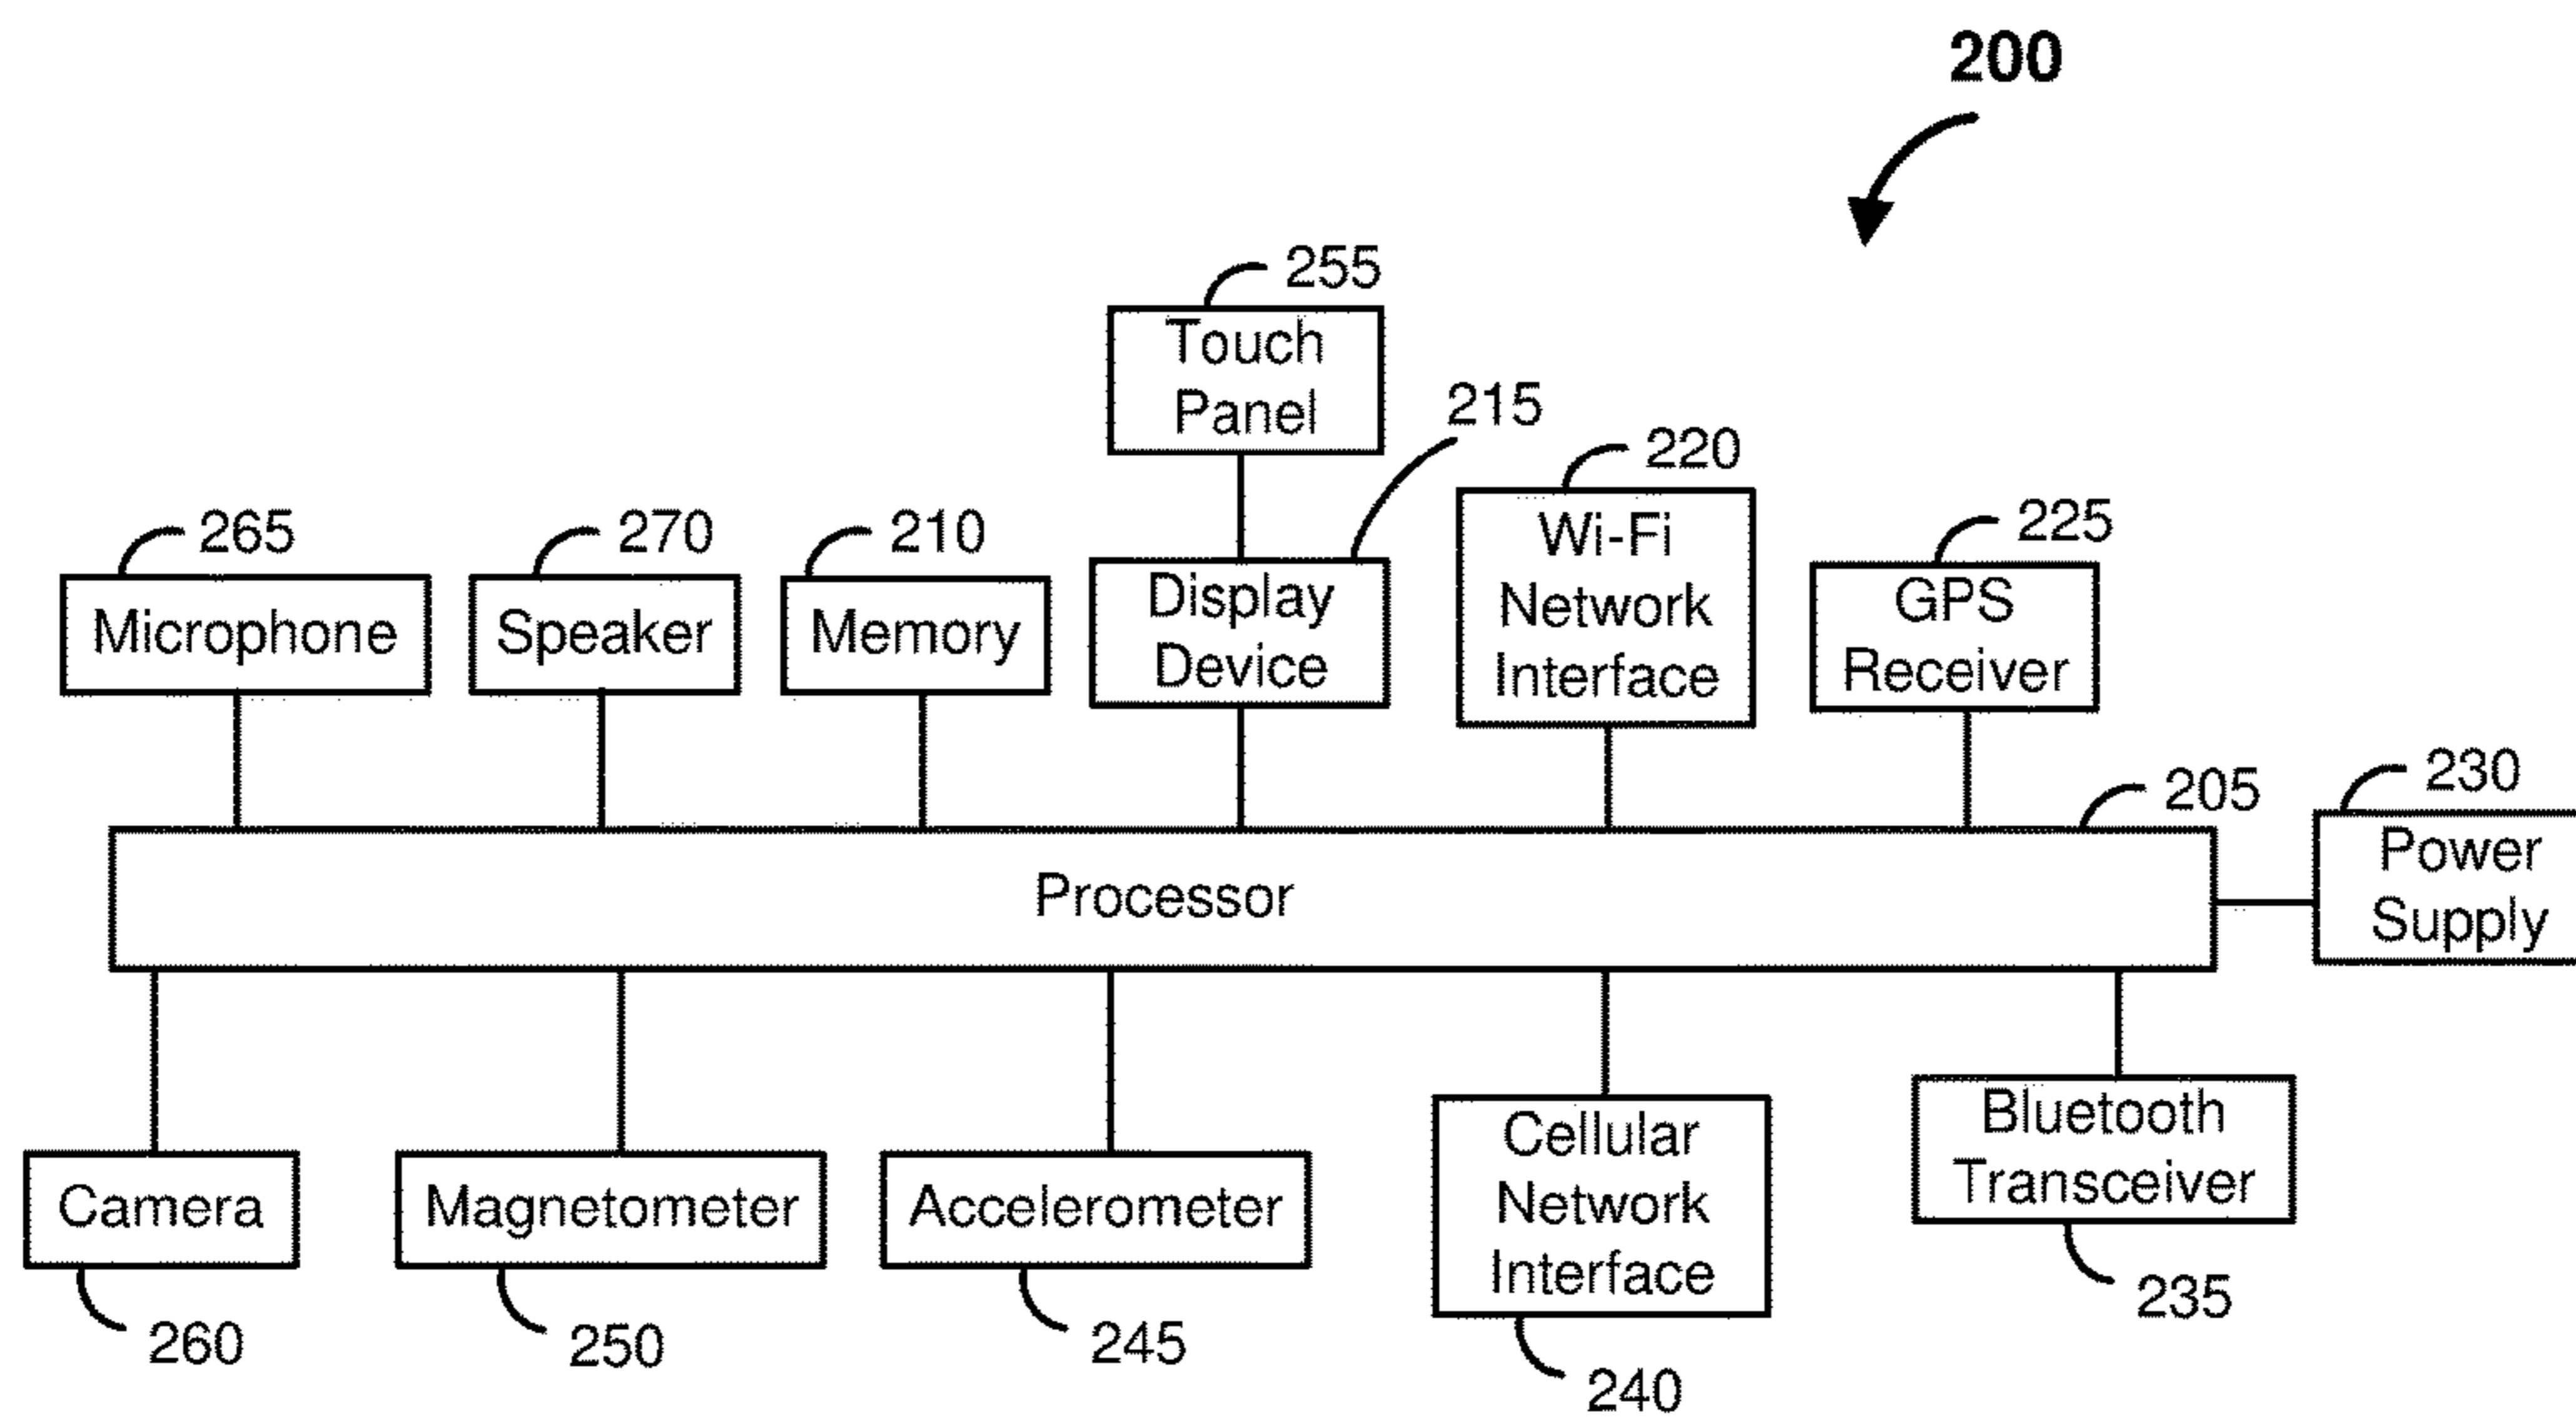 200
255
Touch
Panel
215
220
Wi-Fi
Network
Interface
225
GPS
Receiver
265
Microphone
270
Speaker
210
Memory
Display
Device
205
230
Power
Supply
Processor
Camera
260
Magnetometer
250
Accelerometer
245
Cellular
Network
Interface
240
Bluetooth
Transceiver
235